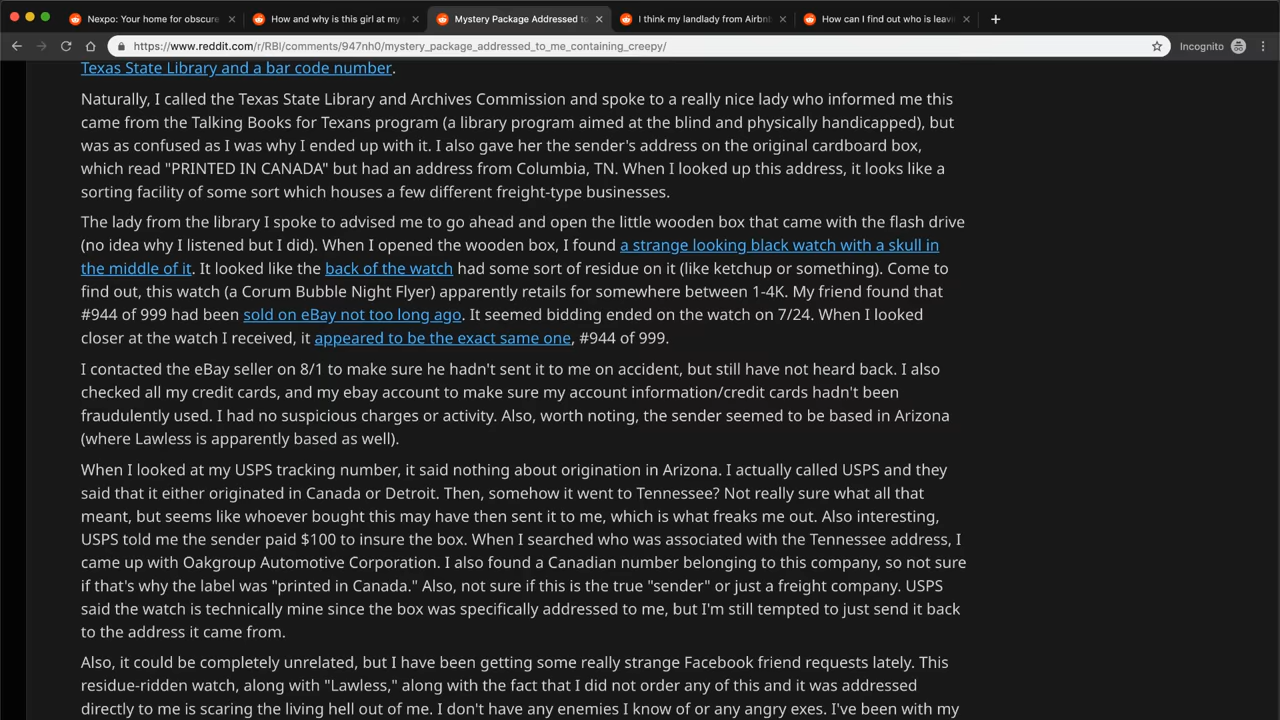 Nexpo: Your home for obscure
How and why is this girl at my
Mystery Package Addressed to
I think my landlady from Airbnb
How can I find out who is leavi
https://www.reddit.com/r/RBI/comments/947nh0/mystery_package_addressed_to_me_containing_creepy/
Incognito
Texas State Library and a bar code number.
Naturally, I called the Texas State Library and Archives Commission and spoke to a really nice lady who informed me this
came from the Talking Books for Texans program (a library program aimed at the blind and physically handicapped), but
was as confused as I was why I ended up with it. I also gave her the sender's address on the original cardboard box,
which read "PRINTED IN CANADA" but had an address from Columbia, TN. When I looked up this address, it looks like a
sorting facility of some sort which houses a few different freight-type businesses.
The lady from the library I spoke to advised me to go ahead and open the little wooden box that came with the flash drive
(no idea why I listened but I did). When I opened the wooden box, I found a strange looking black watch with a skull in
the middle of it. It looked like the back of the watch had some sort of residue on it (like ketchup or something). Come to
find out, this watch (a Corum Bubble Night Flyer) apparently retails for somewhere between 1-4K. My friend found that
#944 of 999 had been sold on eBay not too long ago. It seemed bidding ended on the watch on 7/24. When I looked
closer at the watch I received, it appeared to be the exact same one, #944 of 999.
I contacted the eBay seller on 8/1 to make sure he hadn't sent it to me on accident, but still have not heard back. I also
checked all my credit cards, and my ebay account to make sure my account information/credit cards hadn't been
fraudulently used. I had no suspicious charges or activity. Also, worth noting, the sender seemed to be based in Arizona
(where Lawless is apparently based as well).
When I looked at my USPS tracking number, it said nothing about origination in Arizona. I actually called USPS and they
said that it either originated in Canada or Detroit. Then, somehow it went to Tennessee? Not really sure what all that
meant, but seems like whoever bought this may have then sent it to me, which is what freaks me out. Also interesting,
USPS told me the sender paid $100 to insure the box. When I searched who was associated with the Tennessee address, I
came up with Oakgroup Automotive Corporation. I also found a Canadian number belonging to this company, so not sure
if that's why the label was "printed in Canada." Also, not sure if this is the true "sender" or just a freight company. USPS
said the watch is technically mine since the box was specifically addressed to me, but I'm still tempted to just send it back
to the address it came from.
Also, it could be completely unrelated, but I have been getting some really strange Facebook friend requests lately. This
residue-ridden watch, along with "Lawless," along with the fact that I did not order any of this and it was addressed
directly to me is scaring the living hell out of me. I don't have any enemies I know of or any angry exes. I've been with my